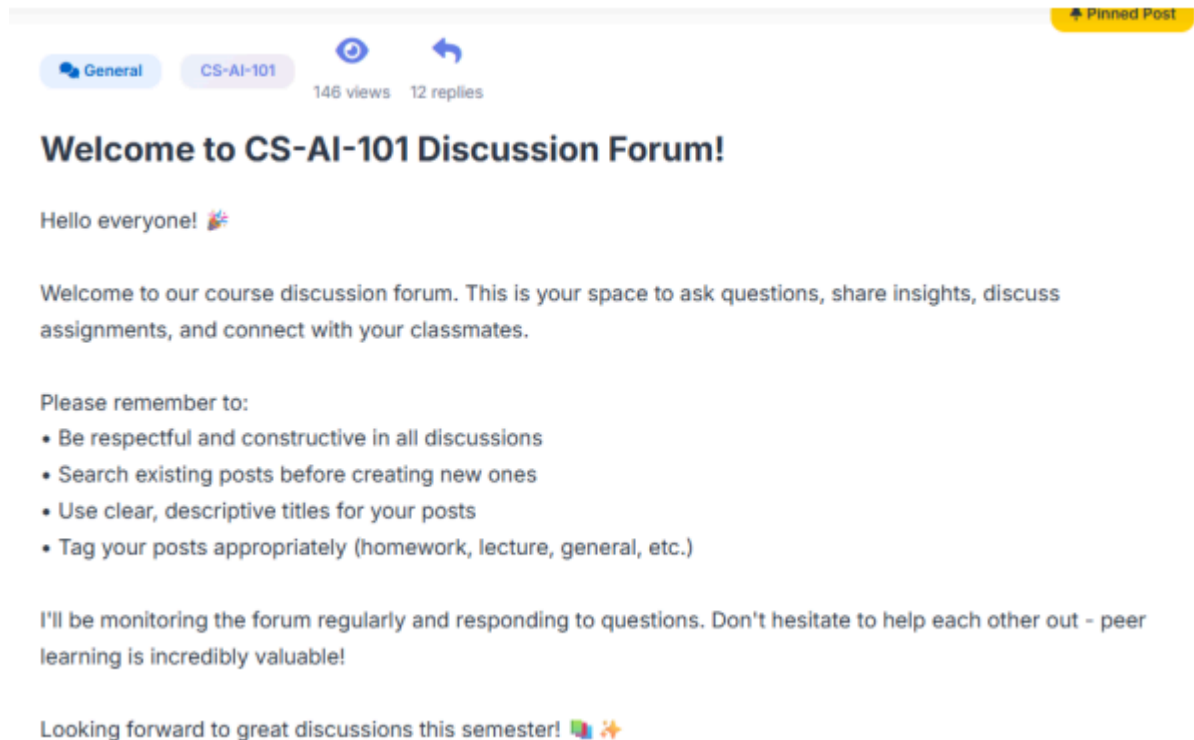 Pinned Post
General CS-AI-101
146 views 12 replies
Welcome to CS-AI-101 Discussion Forum!
Hello everyone! 🎉
Welcome to our course discussion forum. This is your space to ask questions, share insights, discuss
assignments, and connect with your classmates.
Please remember to:
• Be respectful and constructive in all discussions
• Search existing posts before creating new ones
• Use clear, descriptive titles for your posts
• Tag your posts appropriately (homework, lecture, general, etc.)
I'll be monitoring the forum regularly and responding to questions. Don't hesitate to help each other out - peer
learning is incredibly valuable!
Looking forward to great discussions this semester! 📚 ✨